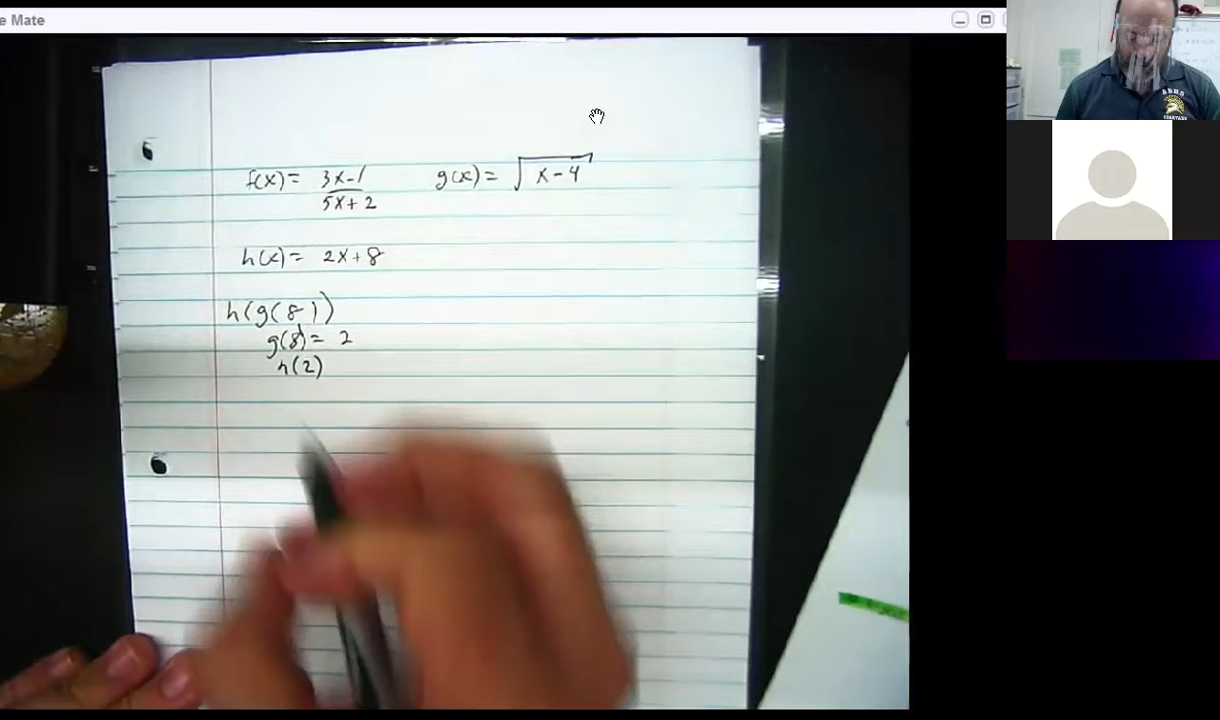 e Mate
f(x) = 3x-1 / 5x+2 g(x) = √x-4
h(x) = 2x+8
h(g(8))
g(8) = 2
h(2)